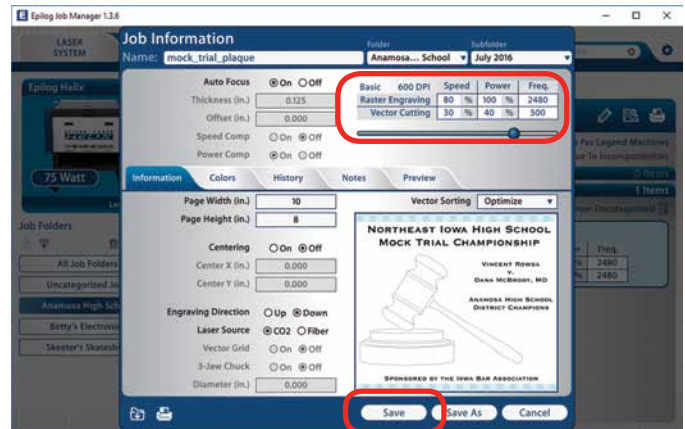 Epilog Job Manager 1.3.6
LASER SYSTEM
Job Information
Folder Subfolder
Name: mock_trial_plaque Anamosa... School July 2016
Epilog Helix
75 Watt
Auto Focus On Off
Thickness (in.) 0.125
Offset (in.) 0.000
Speed Comp On Off
Power Comp On Off
Basic 600 DPI Speed Power Freq.
Raster Engraving 80 % 100 % 2480
Vector Cutting 30 % 40 % 500
For Legend Machines
ue To Incompatibilities
0 Items
1 Items
Freq.
% 2480
% 2480
Information Colors History Notes Preview
Job Folders
All Job Folders
Uncategorized Jo
Anamosa High Sch
Betty's Electroni
Skeeter's Skatesh
Page Width (in.) 10
Page Height (in.) 8
Centering On Off
Center X (in.) 0.000
Center Y (in.) 0.000
Engraving Direction Up Down
Laser Source CO2 Fiber
Vector Grid On Off
3-Jaw Chuck On Off
Diameter (in.) 0.000
Vector Sorting Optimize
Northeast Iowa High School
Mock Trial Championship
Vincent Rowsa
v.
Dana McBrody, MD
Anamosa High School
District Champions
Sponsored by the Iowa Bar Association
Save Save As Cancel